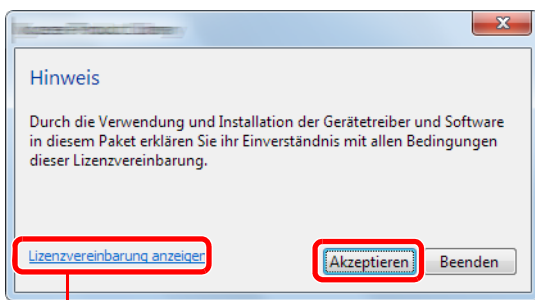 Hinweis
Durch die Verwendung und Installation der Gerätetreiber und Software
in diesem Paket erklären Sie ihr Einverständnis mit allen Bedingungen
dieser Lizenzvereinbarung.
Lizenzvereinbarung anzeigen
Akzeptieren
Beenden